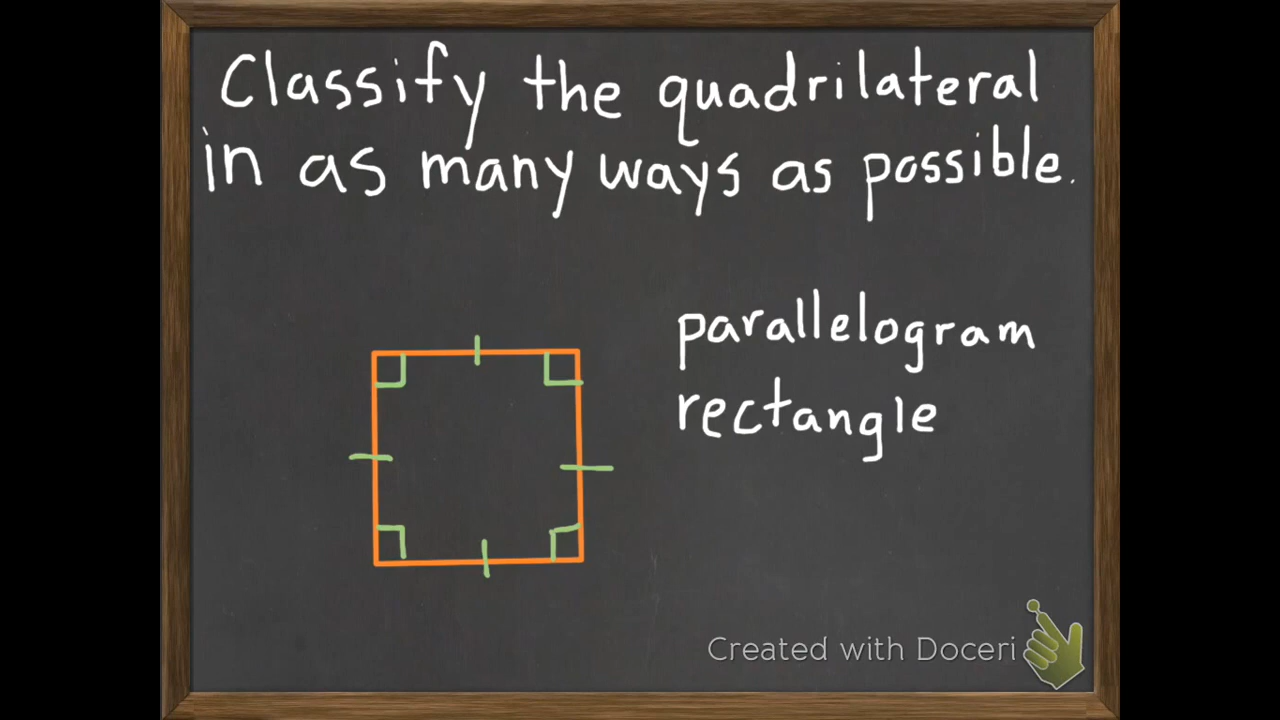 Classify the quadrilateral
in as many ways as possible.
parallelogram
rectangle
Created with Doceri